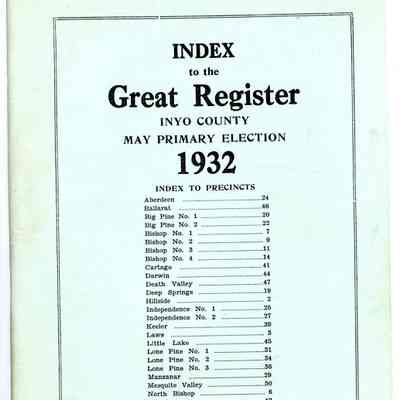 INDEX
to the
Great Register
INYO COUNTY
MAY PRIMARY ELECTION
1932
INDEX TO PRECINCTS
Aberdeen 24
Ballarat 46
Big Pine No. 1 20
Big Pine No. 2 22
Bishop No. 1 7
Bishop No. 2 9
Bishop No. 3 11
Bishop No. 4 14
Cartago 41
Darwin 44
Death Valley 47
Deep Springs 19
Hillside 2
Independence No. 1 25
Independence No. 2 27
Keeler 39
Laws 5
Little Lake 45
Lone Pine No. 1 31
Lone Pine No. 2 34
Lone Pine No. 3 36
Manzanar 29
Mesquite Valley 50
North Bishop 6